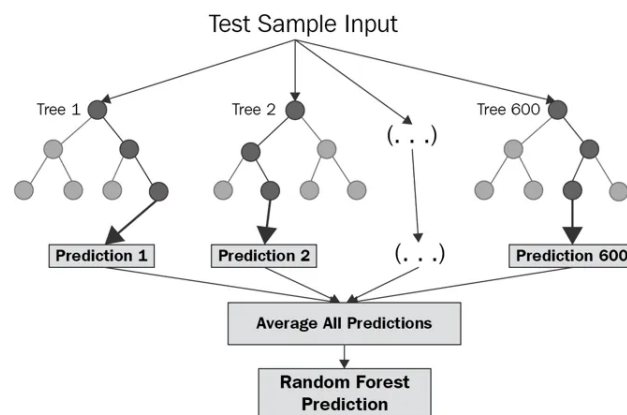 Test Sample Input
Tree 1
Tree 2
(. . .)
Tree 600
Prediction 1
Prediction 2
(. . .)
Prediction 600
Average All Predictions
Random Forest
Prediction